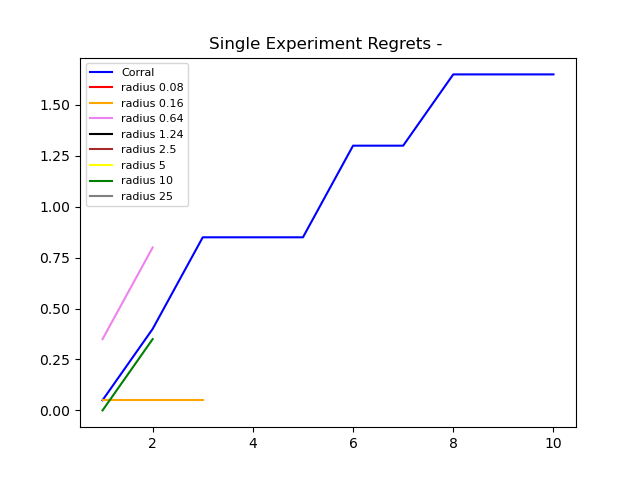 Single Experiment Regrets -
Corral
radius 0.08
radius 0.16
radius 0.64
radius 1.24
radius 2.5
radius 5
radius 10
radius 25
1.50
1.25
1.00
0.75
0.50
0.25
0.00
2 4 6 8 10